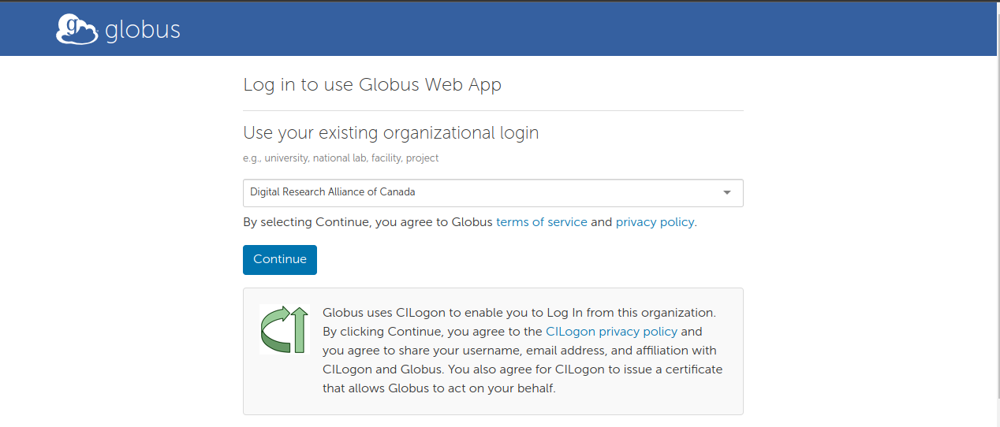 globus
Log in to use Globus Web App
Use your existing organizational login
e.g., university, national lab, facility, project
Digital Research Alliance of Canada
By selecting Continue, you agree to Globus terms of service and privacy policy.
Continue
Globus uses CILogon to enable you to Log In from this organization.
By clicking Continue, you agree to the CILogon privacy policy and
you agree to share your username, email address, and affiliation with
CILogon and Globus. You also agree for CILogon to issue a certificate
that allows Globus to act on your behalf.